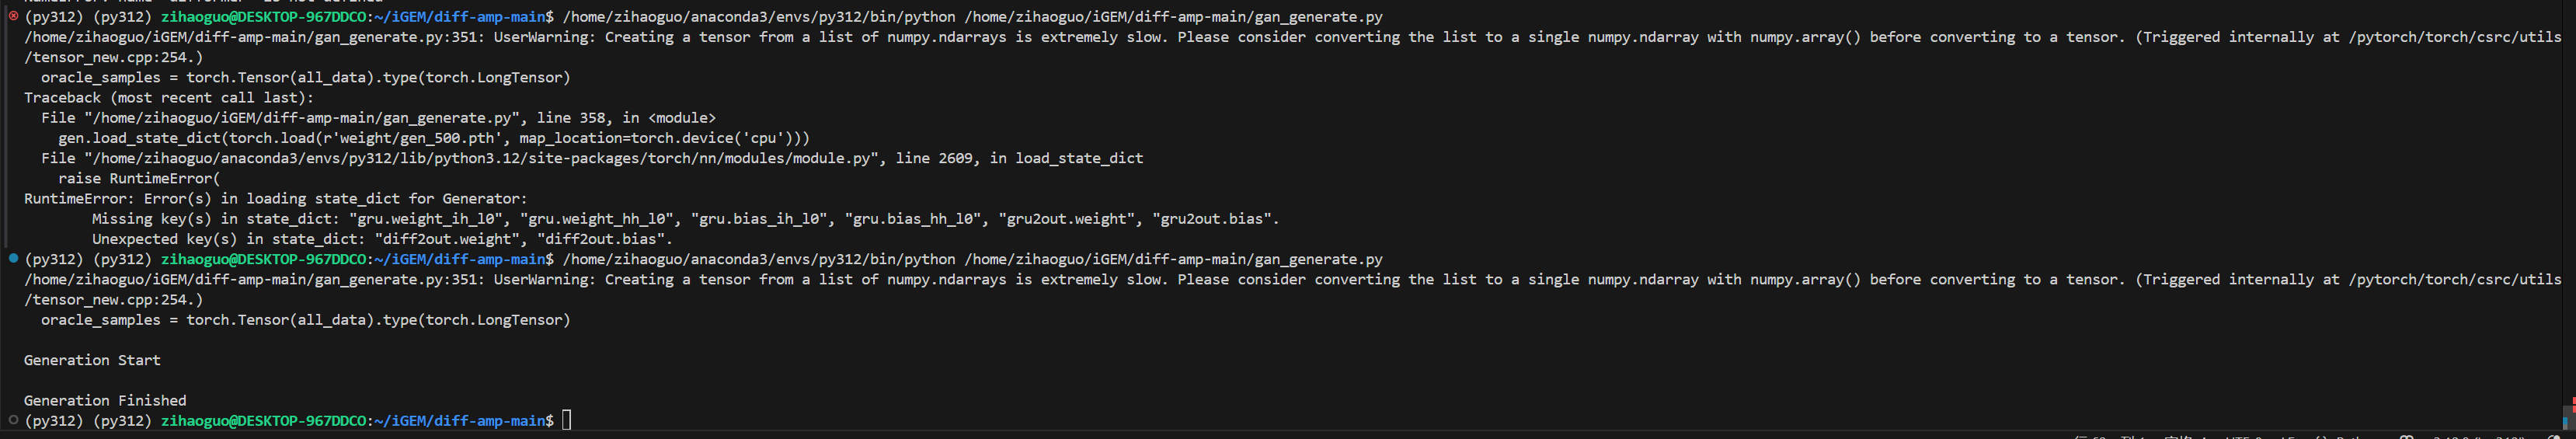 (py312) (py312) zihaoguo@DESKTOP-967DDCO:~/iGEM/diff-amp-main$ /home/zihaoguo/anaconda3/envs/py312/bin/python /home/zihaoguo/iGEM/diff-amp-main/gan_generate.py
/home/zihaoguo/iGEM/diff-amp-main/gan_generate.py:351: UserWarning: Creating a tensor from a list of numpy.ndarrays is extremely slow. Please consider converting the list to a single numpy.ndarray with numpy.array() before converting to a tensor. (Triggered internally at /pytorch/torch/csrc/utils
/tensor_new.cpp:254.)
  oracle_samples = torch.Tensor(all_data).type(torch.LongTensor)
Traceback (most recent call last):
  File "/home/zihaoguo/iGEM/diff-amp-main/gan_generate.py", line 358, in <module>
    gen.load_state_dict(torch.load(r'weight/gen_500.pth', map_location=torch.device('cpu')))
  File "/home/zihaoguo/anaconda3/envs/py312/lib/python3.12/site-packages/torch/nn/modules/module.py", line 2609, in load_state_dict
    raise RuntimeError(
RuntimeError: Error(s) in loading state_dict for Generator:
        Missing key(s) in state_dict: "gru.weight_ih_l0", "gru.weight_hh_l0", "gru.bias_ih_l0", "gru.bias_hh_l0", "gru2out.weight", "gru2out.bias".
        Unexpected key(s) in state_dict: "diff2out.weight", "diff2out.bias".
(py312) (py312) zihaoguo@DESKTOP-967DDCO:~/iGEM/diff-amp-main$ /home/zihaoguo/anaconda3/envs/py312/bin/python /home/zihaoguo/iGEM/diff-amp-main/gan_generate.py
/home/zihaoguo/iGEM/diff-amp-main/gan_generate.py:351: UserWarning: Creating a tensor from a list of numpy.ndarrays is extremely slow. Please consider converting the list to a single numpy.ndarray with numpy.array() before converting to a tensor. (Triggered internally at /pytorch/torch/csrc/utils
/tensor_new.cpp:254.)
  oracle_samples = torch.Tensor(all_data).type(torch.LongTensor)
Generation Start
Generation Finished
(py312) (py312) zihaoguo@DESKTOP-967DDCO:~/iGEM/diff-amp-main$